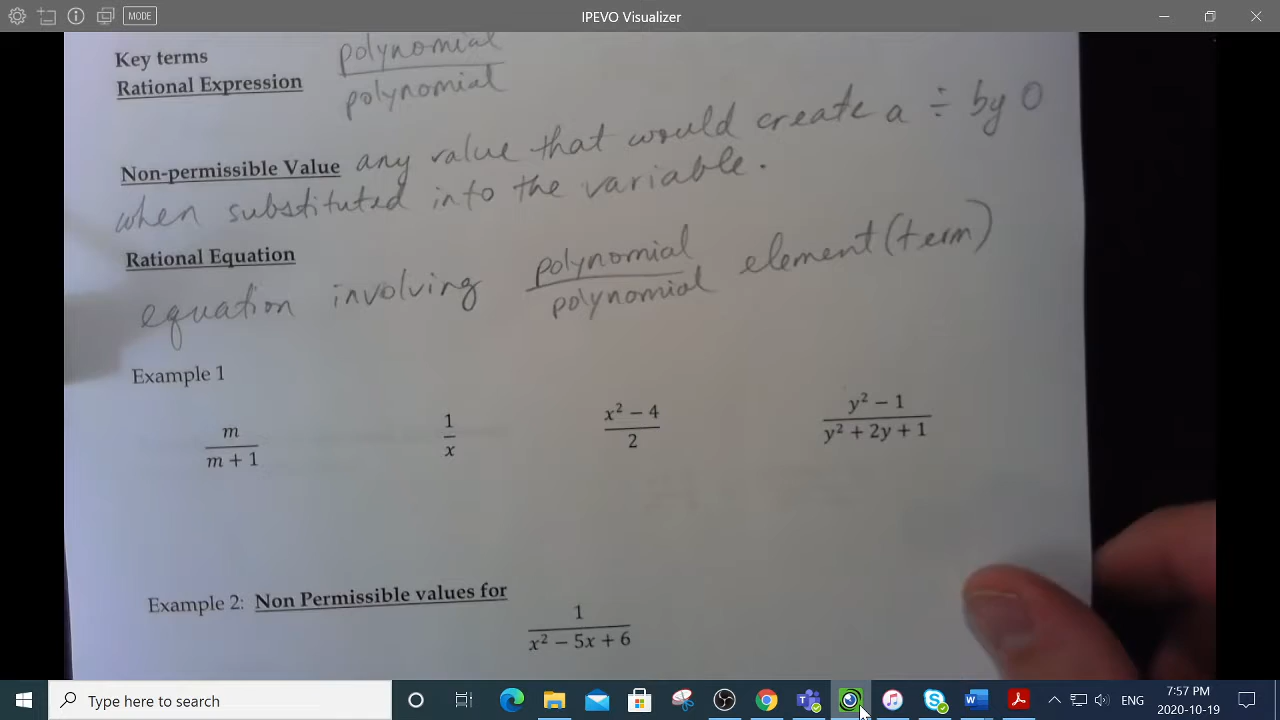 IPEVO Visualizer
MODE
Key terms
polynomial
Rational Expression
polynomial
Non-permissible Value any value that would create a ÷ by 0
when substituted into the variable.
Rational Equation
equation involving polynomial/polynomial element (term)
Example 1
m/(m + 1) 1/x (x² − 4)/2 (y² − 1)/(y² + 2y + 1)
Example 2: Non Permissible values for
1/(x² − 5x + 6)
Type here to search
ENG
7:57 PM
2020-10-19